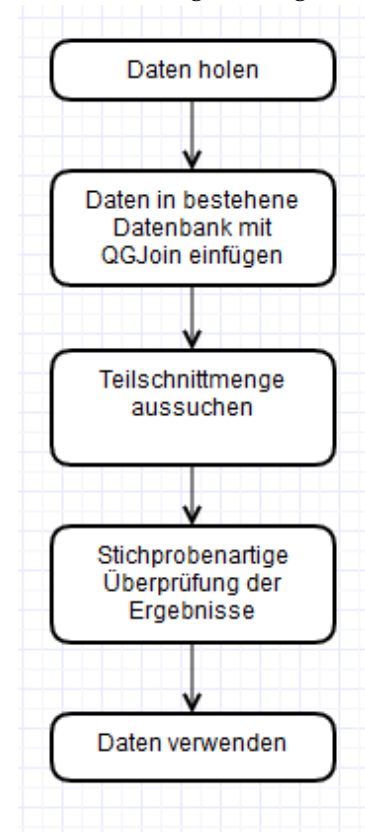 Daten holen
Daten in bestehene
Datenbank mit
QGJoin einfügen
Teilschnittmenge
aussuchen
Stichprobenartige
Überprüfung der
Ergebnisse
Daten verwenden